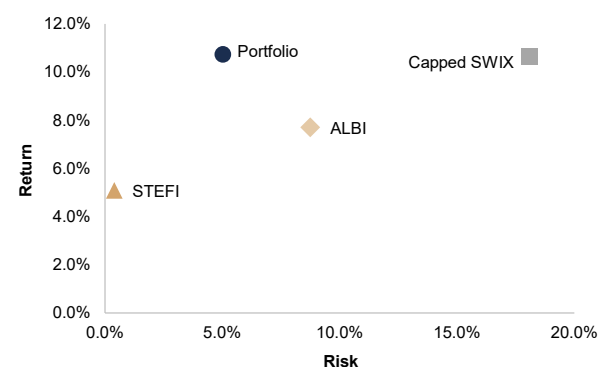 12.0%
Portfolio
Capped SWIX
10.0%
8.0%
ALBI
6.0%
STEFI
4.0%
2.0%
0.0%
Return
0.0% 5.0% 10.0% 15.0% 20.0%
Risk